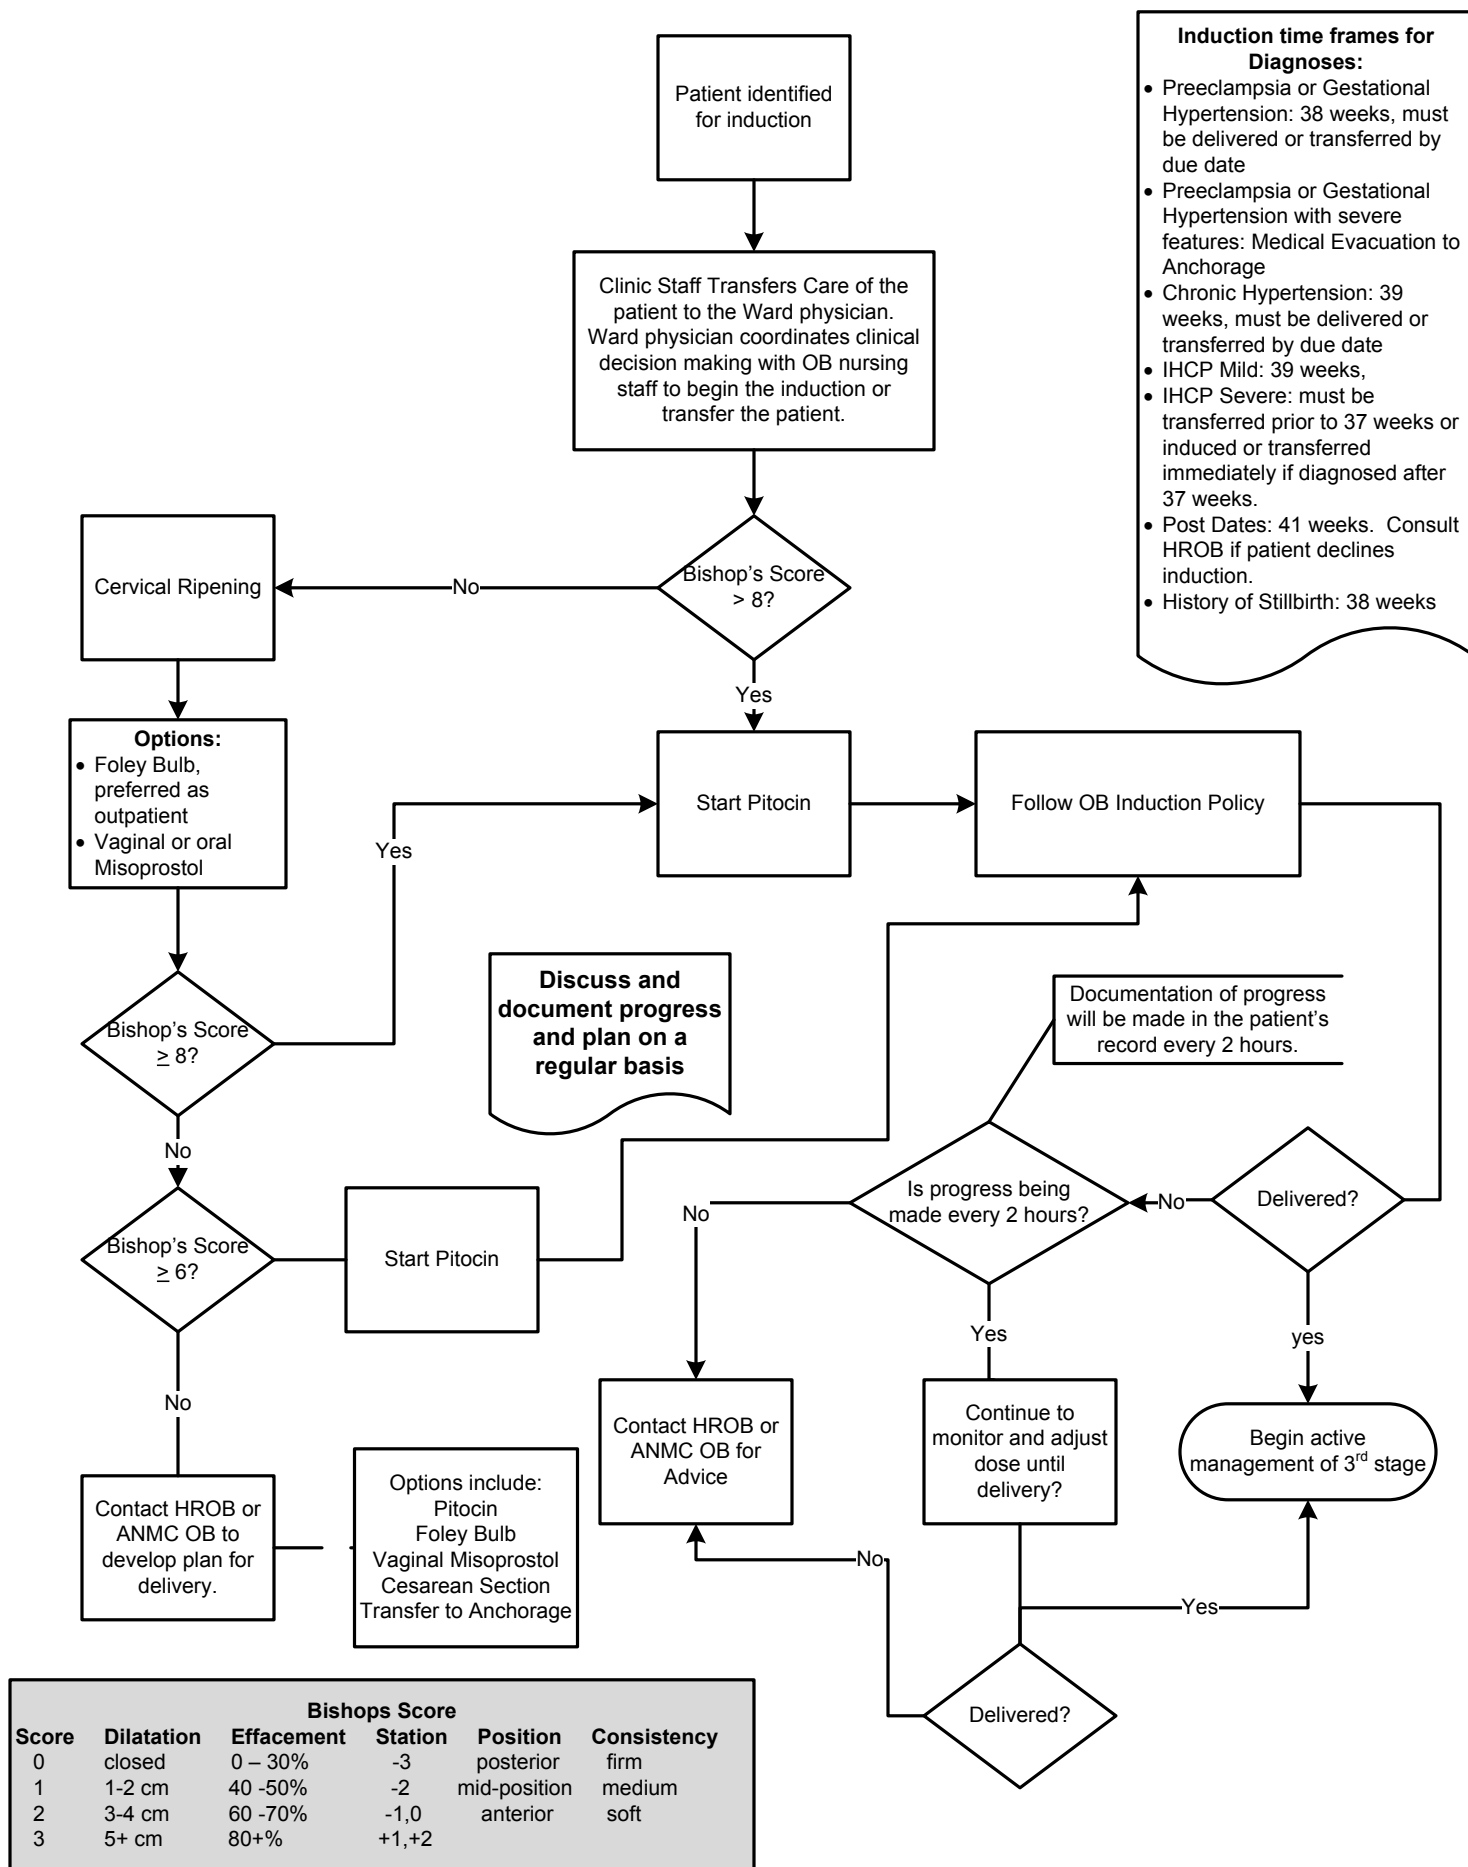 Patient identified
for induction
Induction time frames for
Diagnoses:
• Preeclampsia or Gestational
Hypertension: 38 weeks, must
be delivered or transferred by
due date
• Preeclampsia or Gestational
Hypertension with severe
features: Medical Evacuation to
Anchorage
• Chronic Hypertension: 39
weeks, must be delivered or
transferred by due date
• IHCP Mild: 39 weeks,
• IHCP Severe: must be
transferred prior to 37 weeks or
induced or transferred
immediately if diagnosed after
37 weeks.
• Post Dates: 41 weeks.  Consult
HROB if patient declines
induction.
• History of Stillbirth: 38 weeks
Clinic Staff Transfers Care of the
patient to the Ward physician.
Ward physician coordinates clinical
decision making with OB nursing
staff to begin the induction or
transfer the patient.
Bishop's Score
> 8?
No
Cervical Ripening
Yes
Options:
• Foley Bulb,
preferred as
outpatient
• Vaginal or oral
Misoprostol
Start Pitocin
Follow OB Induction Policy
Yes
Bishop's Score
≥ 8?
No
Discuss and
document progress
and plan on a
regular basis
Documentation of progress
will be made in the patient's
record every 2 hours.
Bishop's Score
≥ 6?
Start Pitocin
Is progress being
made every 2 hours?
No
Delivered?
No
Yes
yes
No
Contact HROB or
ANMC OB to
develop plan for
delivery.
Options include:
Pitocin
Foley Bulb
Vaginal Misoprostol
Cesarean Section
Transfer to Anchorage
Contact HROB or
ANMC OB for
Advice
Continue to
monitor and adjust
dose until
delivery?
Begin active
management of 3rd stage
No
Yes
Delivered?
Bishops Score
Score Dilatation Effacement Station Position Consistency
0 closed 0 – 30% -3 posterior firm
1 1-2 cm 40 -50% -2 mid-position medium
2 3-4 cm 60 -70% -1,0 anterior soft
3 5+ cm 80+% +1,+2